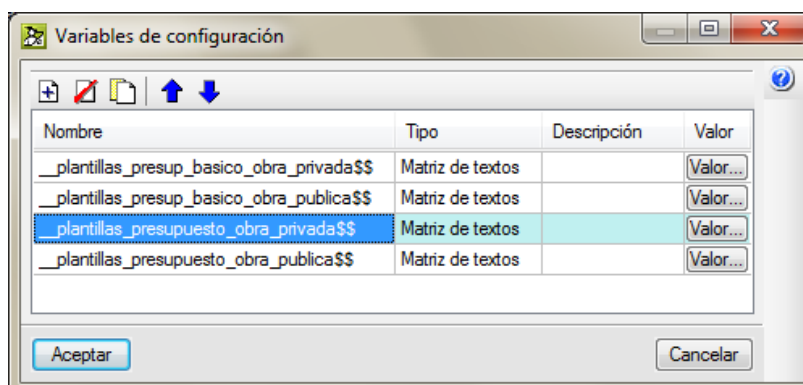 Variables de configuración
Nombre Tipo Descripción Valor
__plantillas_presup_basico_obra_privada$$ Matriz de textos Valor...
__plantillas_presup_basico_obra_publica$$ Matriz de textos Valor...
__plantillas_presupuesto_obra_privada$$ Matriz de textos Valor...
__plantillas_presupuesto_obra_publica$$ Matriz de textos Valor...
Aceptar Cancelar